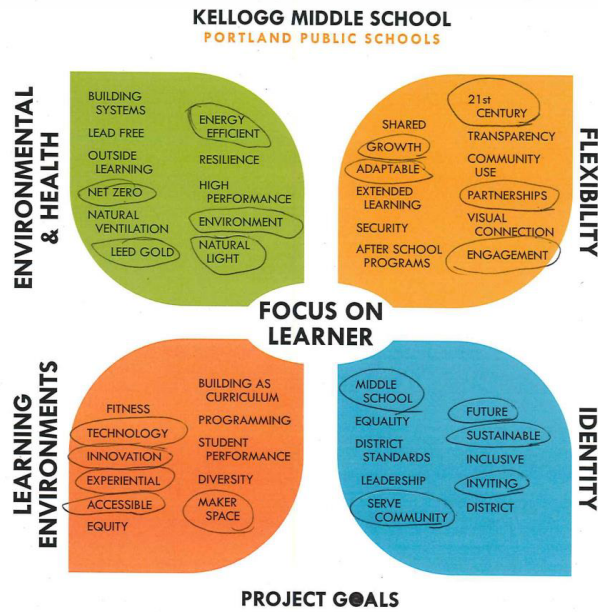 KELLOGG MIDDLE SCHOOL
PORTLAND PUBLIC SCHOOLS
ENVIRONMENTAL
& HEALTH
BUILDING
SYSTEMS
LEAD FREE
OUTSIDE
LEARNING
NET ZERO
NATURAL
VENTILATION
LEED GOLD
ENERGY
EFFICIENT
RESILIENCE
HIGH
PERFORMANCE
ENVIRONMENT
NATURAL
LIGHT
SHARED
GROWTH
ADAPTABLE
EXTENDED
LEARNING
SECURITY
AFTER SCHOOL
PROGRAMS
21st
CENTURY
TRANSPARENCY
COMMUNITY
USE
PARTNERSHIPS
VISUAL
CONNECTION
ENGAGEMENT
FLEXIBILITY
FOCUS ON
LEARNER
LEARNING
ENVIRONMENTS
FITNESS
TECHNOLOGY
INNOVATION
EXPERIENTIAL
ACCESSIBLE
EQUITY
BUILDING AS
CURRICULUM
PROGRAMMING
STUDENT
PERFORMANCE
DIVERSITY
MAKER
SPACE
MIDDLE
SCHOOL
EQUALITY
DISTRICT
STANDARDS
LEADERSHIP
SERVE
COMMUNITY
FUTURE
SUSTAINABLE
INCLUSIVE
INVITING
DISTRICT
IDENTITY
PROJECT GOALS